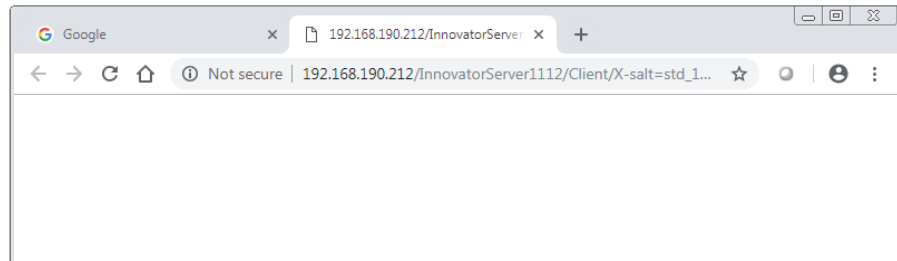 Google
192.168.190.212/InnovatorServer
Not secure
192.168.190.212/InnovatorServer1112/Client/X-salt=std_1...